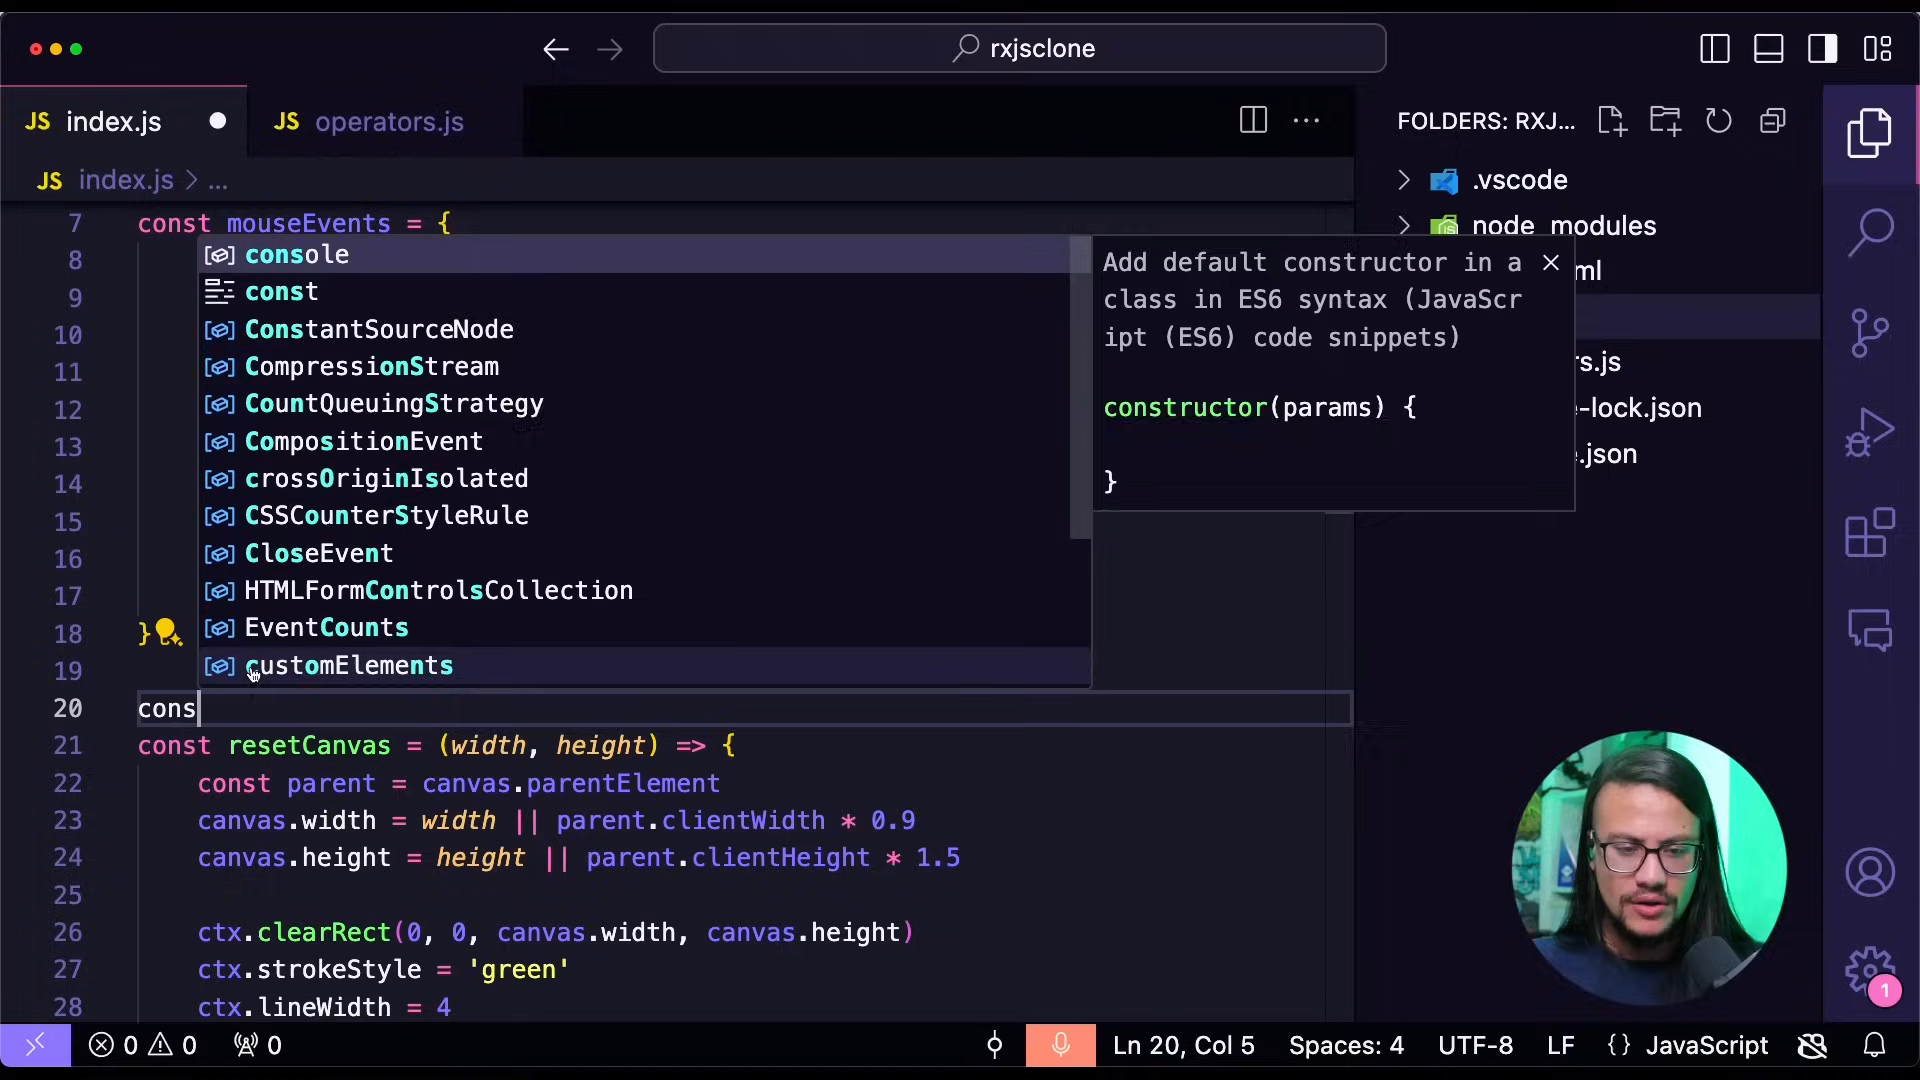 rxjsclone
JS index.js
JS operators.js
FOLDERS: RXJ...
JS index.js > ...
.vscode
node_modules
ml
rs.js
e-lock.json
e.json
7 const mouseEvents = {
8
9
10
11
12
13
14
15
16
17
18 }
19
20 cons
21 const resetCanvas = (width, height) => {
22 const parent = canvas.parentElement
23 canvas.width = width || parent.clientWidth * 0.9
24 canvas.height = height || parent.clientHeight * 1.5
25
26 ctx.clearRect(0, 0, canvas.width, canvas.height)
27 ctx.strokeStyle = 'green'
28 ctx.lineWidth = 4
console
const
ConstantSourceNode
CompressionStream
CountQueuingStrategy
CompositionEvent
crossOriginIsolated
CSSCounterStyleRule
CloseEvent
HTMLFormControlsCollection
EventCounts
customElements
Add default constructor in a
class in ES6 syntax (JavaScr
ipt (ES6) code snippets)
constructor(params) {
}
1
0 0 0 Ln 20, Col 5 Spaces: 4 UTF-8 LF {} JavaScript